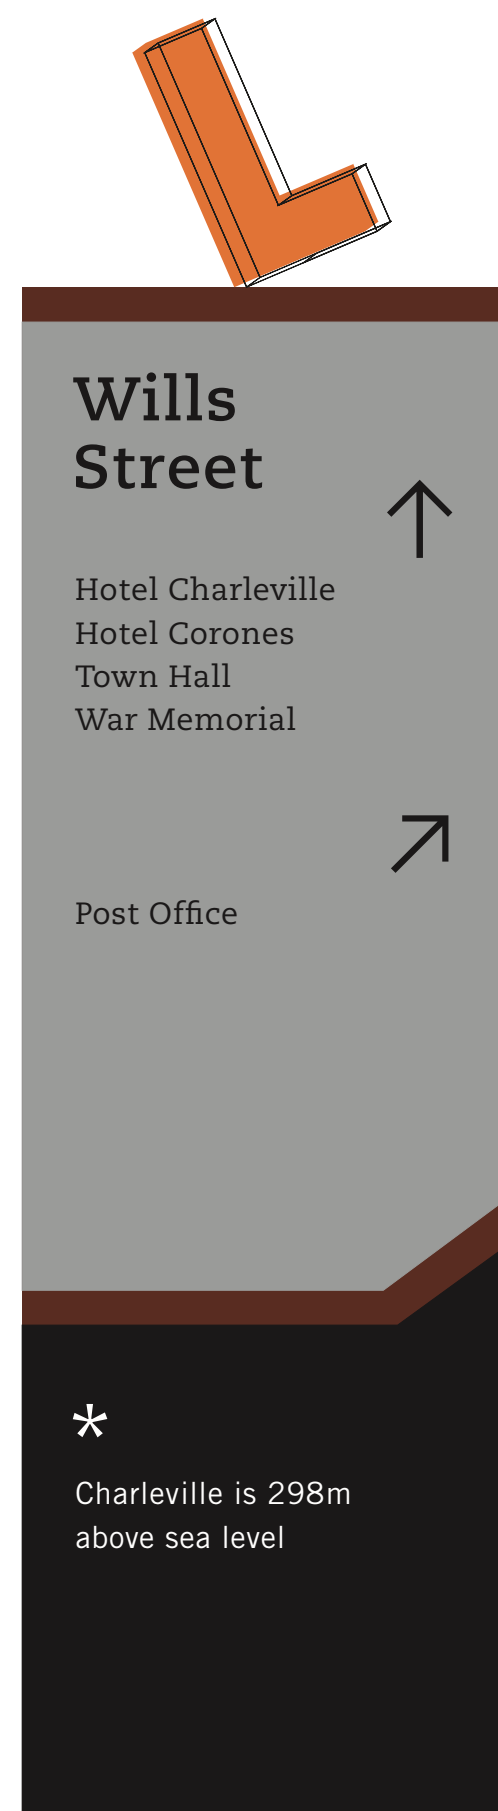 L
Wills
Street
Hotel Charleville
Hotel Corones
Town Hall
War Memorial
Post Office
*
Charleville is 298m
above sea level